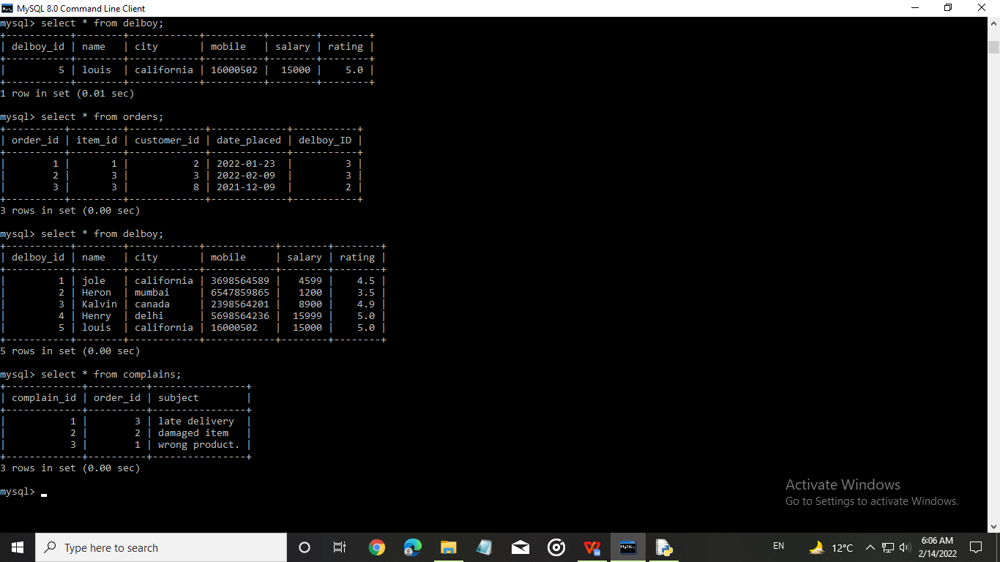 MySQL 8.0 Command Line Client
mysql> select * from delboy;
+-----------+-------+------------+----------+--------+--------+
| delboy_id | name  | city       | mobile   | salary | rating |
+-----------+-------+------------+----------+--------+--------+
|         5 | louis | california | 16000502 |  15000 |    5.0 |
+-----------+-------+------------+----------+--------+--------+
1 row in set (0.01 sec)
mysql> select * from orders;
+----------+---------+-------------+-------------+-----------+
| order_id | item_id | customer_id | date_placed | delboy_ID |
+----------+---------+-------------+-------------+-----------+
|        1 |       1 |           2 | 2022-01-23  |         3 |
|        2 |       3 |           3 | 2022-02-09  |         3 |
|        3 |       3 |           8 | 2021-12-09  |         2 |
+----------+---------+-------------+-------------+-----------+
3 rows in set (0.00 sec)
mysql> select * from delboy;
+-----------+--------+------------+------------+--------+--------+
| delboy_id | name   | city       | mobile     | salary | rating |
+-----------+--------+------------+------------+--------+--------+
|         1 | jole   | california | 3698564589 |   4599 |    4.5 |
|         2 | Heron  | mumbai     | 6547859865 |   1200 |    3.5 |
|         3 | Kalvin | canada     | 2398564201 |   8900 |    4.9 |
|         4 | Henry  | delhi      | 5698564236 |  15999 |    5.0 |
|         5 | louis  | california | 16000502   |  15000 |    5.0 |
+-----------+--------+------------+------------+--------+--------+
5 rows in set (0.00 sec)
mysql> select * from complains;
+-------------+----------+----------------+
| complain_id | order_id | subject        |
+-------------+----------+----------------+
|           1 |        3 | late delivery  |
|           2 |        2 | damaged item   |
|           3 |        1 | wrong product. |
+-------------+----------+----------------+
3 rows in set (0.00 sec)
mysql>
Activate Windows
Go to Settings to activate Windows.
Type here to search
MySQL
EN
12°C
6:06 AM
2/14/2022